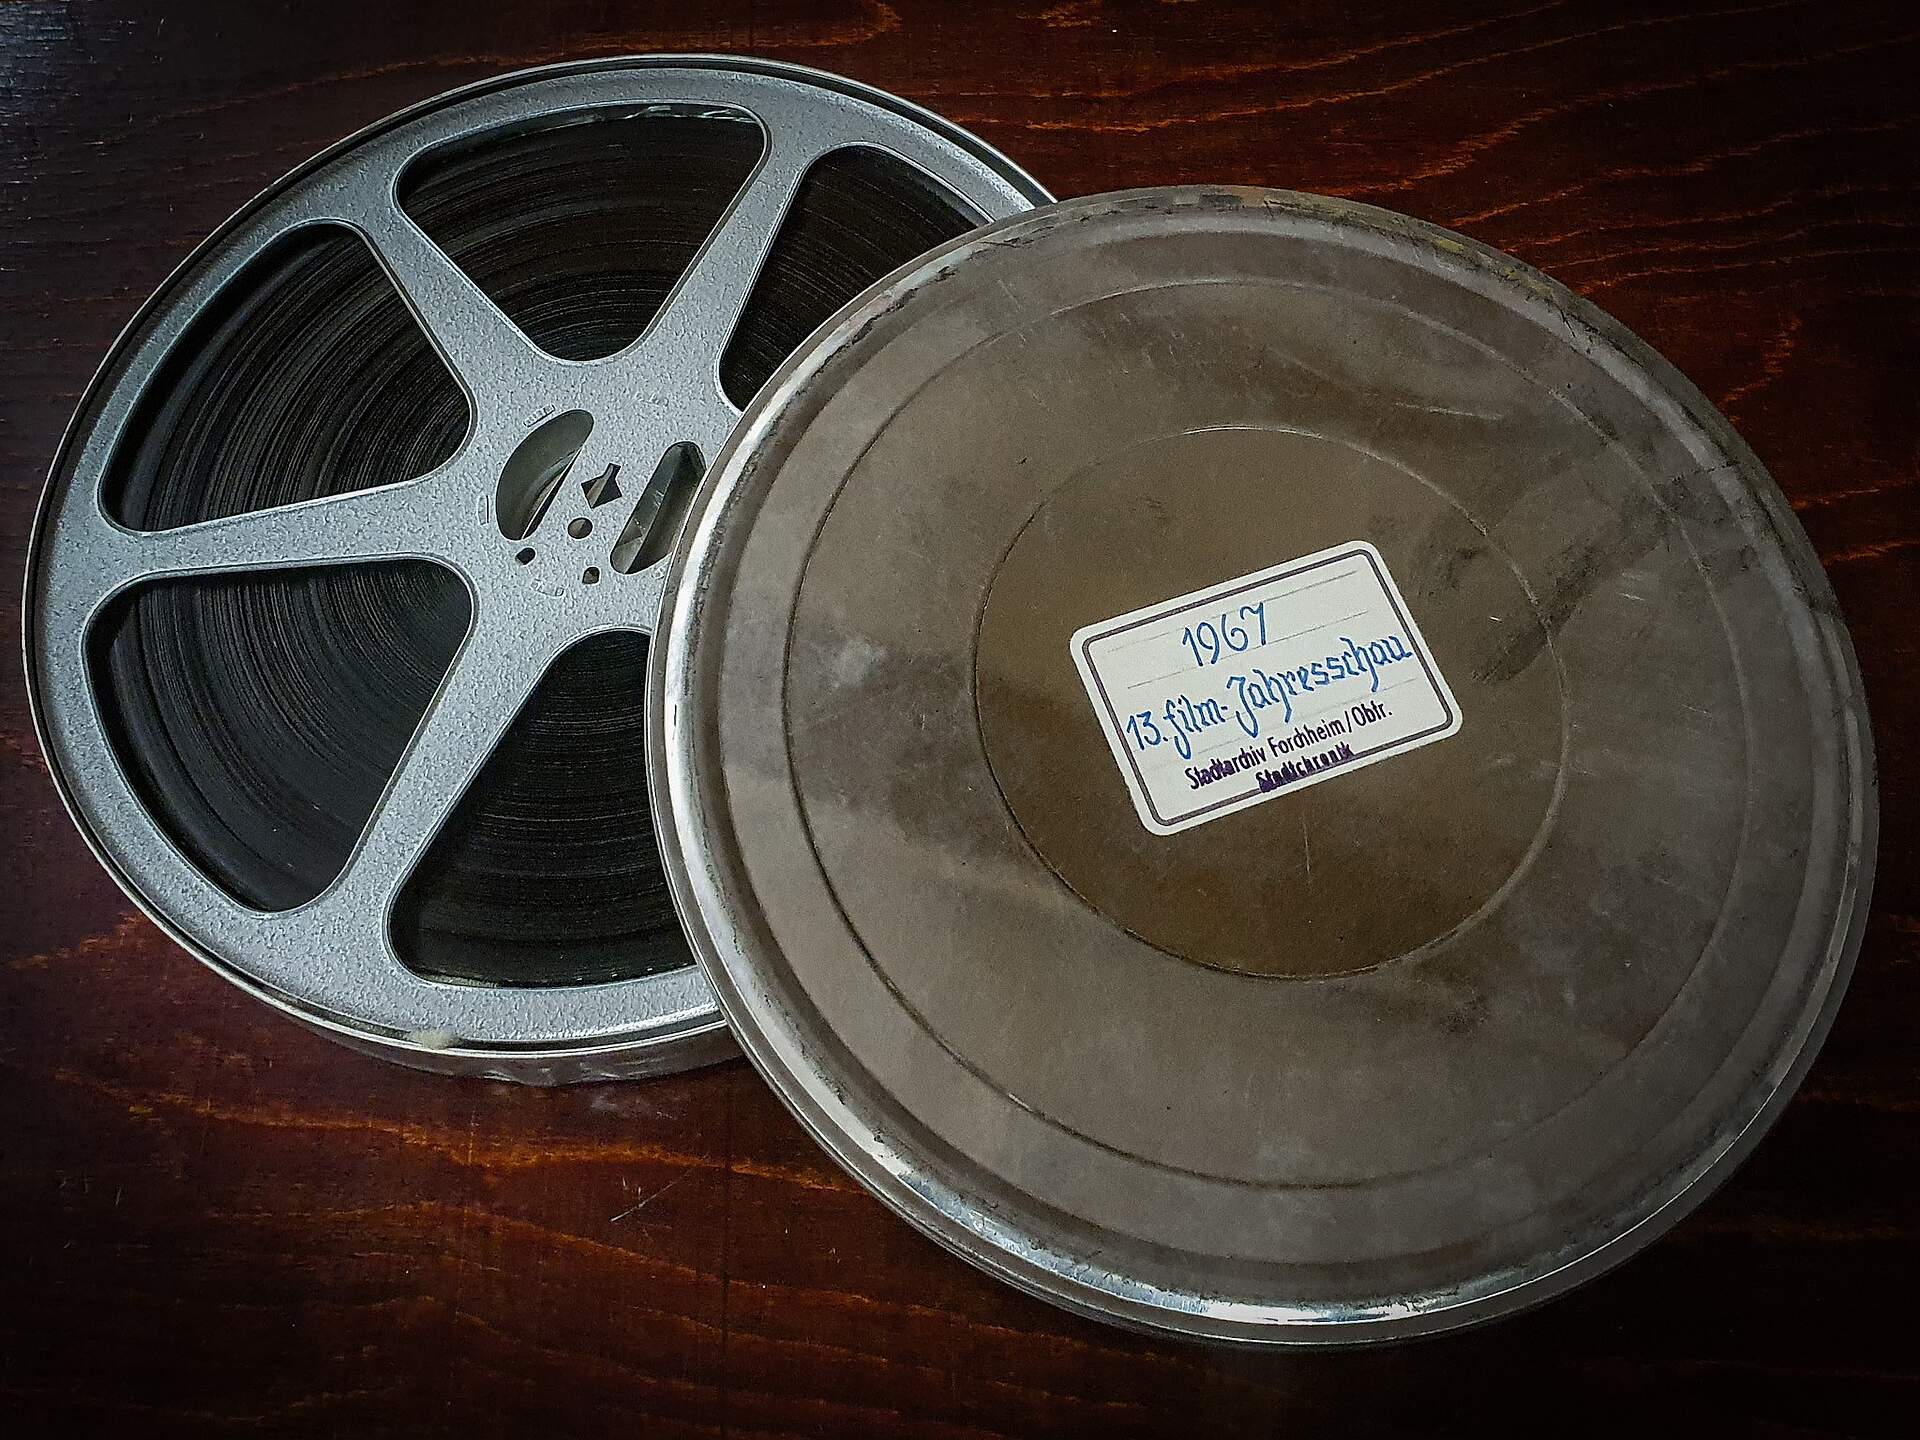 1967
13. Film-Jahresschau
Stadtarchiv Forchheim/Obfr.
Stadtchronik